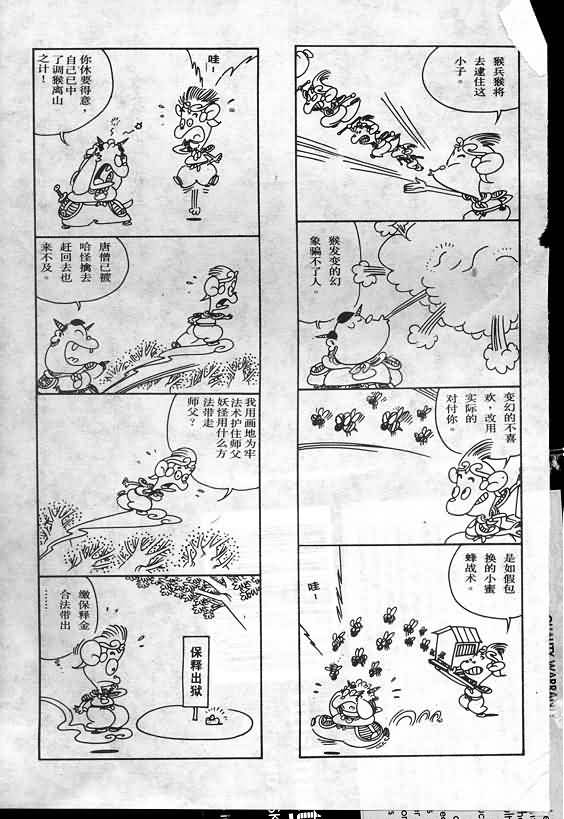 猴兵猴将
去逮住这
小子。
猴发变的幻
象骗不了人。
变幻的不喜
欢，改用
实际的
对付你。
是如假包
换的小蜜
蜂战术。
哇~
哇~
你休要得意，
自己已中
了调猴离山
之计！
唐僧已被
哈怪擒去
赶回去也
来不及。
我用画地为牢
法术护住师父
妖怪用什么方
法带走
师父？
保释出狱
缴保释金
合法带出
……
QUALITY WARRAN